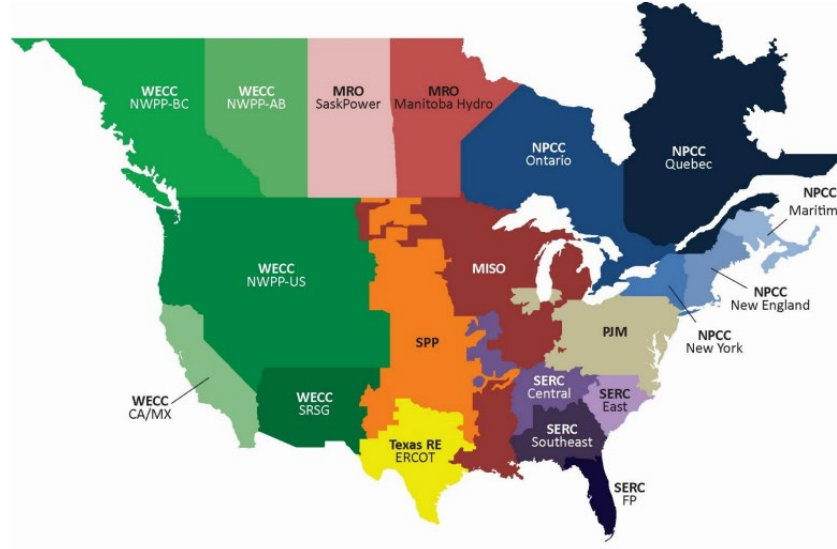 WECC
NWPP-BC
WECC
NWPP-AB
MRO
SaskPower
MRO
Manitoba Hydro
NPCC
Ontario
NPCC
Quebec
NPCC
Maritim
WECC
NWPP-US
MISO
NPCC
New England
SPP
PJM
NPCC
New York
WECC
CA/MX
WECC
SRSG
SERC
Central
SERC
East
Texas RE
ERCOT
SERC
Southeast
SERC
FP